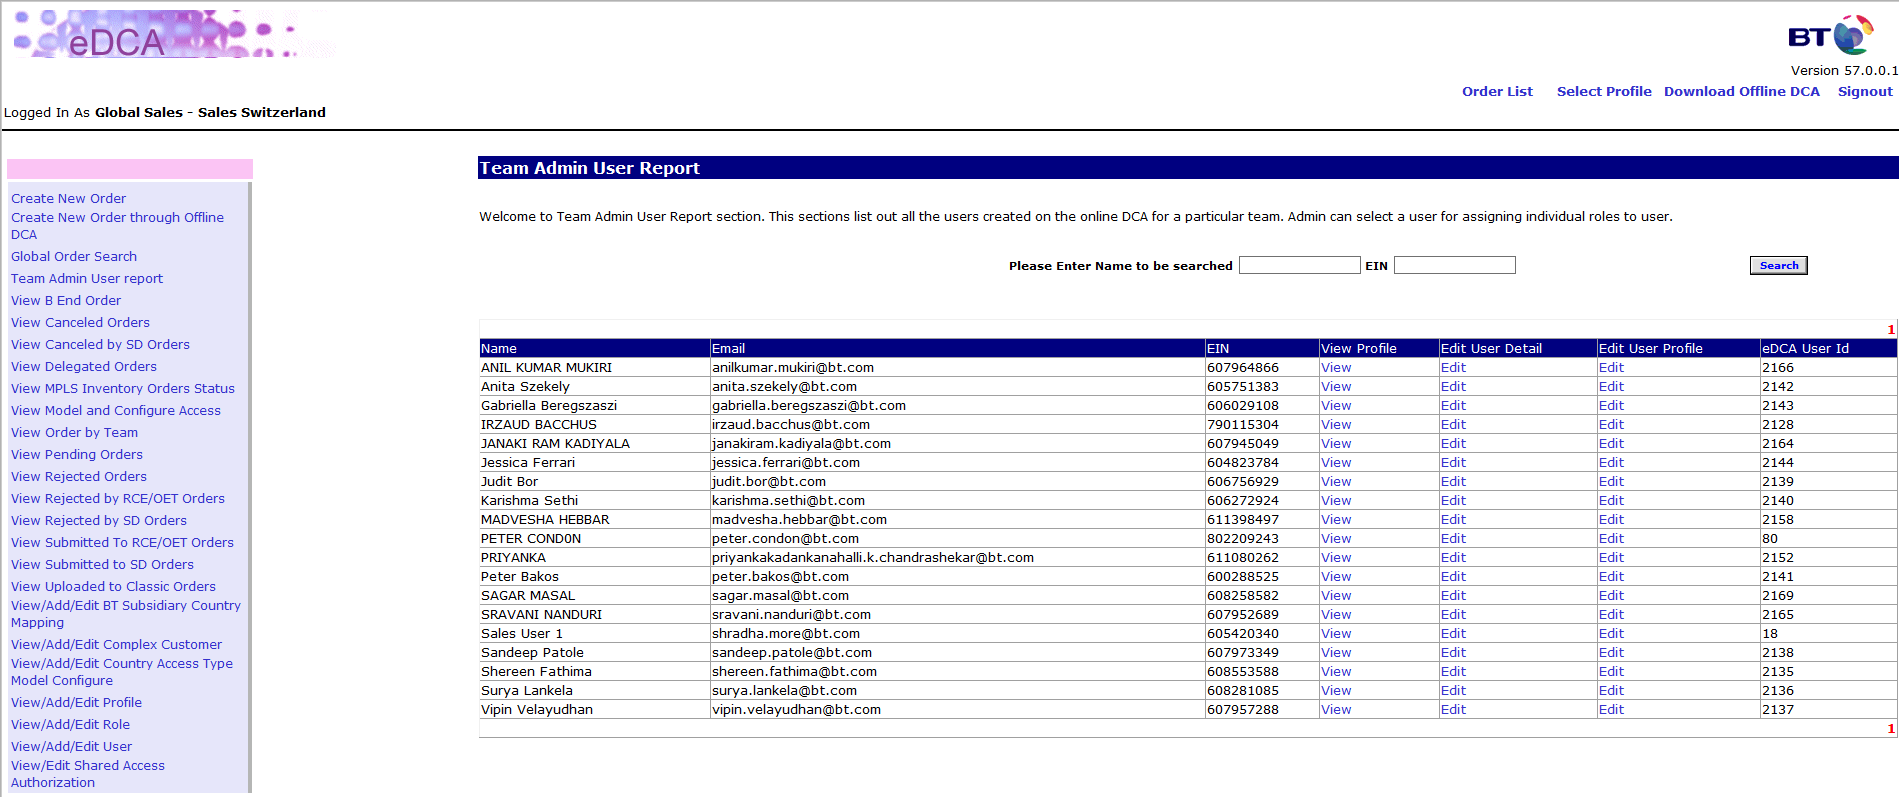 eDCA
BT
Version 57.0.0.1
Order List Select Profile Download Offline DCA Signout
Logged In As Global Sales - Sales Switzerland
Create New Order
Create New Order through Offline
DCA
Global Order Search
Team Admin User report
View B End Order
View Canceled Orders
View Canceled by SD Orders
View Delegated Orders
View MPLS Inventory Orders Status
View Model and Configure Access
View Order by Team
View Pending Orders
View Rejected Orders
View Rejected by RCE/OET Orders
View Rejected by SD Orders
View Submitted To RCE/OET Orders
View Submitted to SD Orders
View Uploaded to Classic Orders
View/Add/Edit BT Subsidiary Country
Mapping
View/Add/Edit Complex Customer
View/Add/Edit Country Access Type
Model Configure
View/Add/Edit Profile
View/Add/Edit Role
View/Add/Edit User
View/Edit Shared Access
Authorization
Team Admin User Report
Welcome to Team Admin User Report section. This sections list out all the users created on the online DCA for a particular team. Admin can select a user for assigning individual roles to user.
Please Enter Name to be searched EIN Search
1
Name Email EIN View Profile Edit User Detail Edit User Profile eDCA User Id
ANIL KUMAR MUKIRI anilkumar.mukiri@bt.com 607964866 View Edit Edit 2166
Anita Szekely anita.szekely@bt.com 605751383 View Edit Edit 2142
Gabriella Beregszaszi gabriella.beregszaszi@bt.com 606029108 View Edit Edit 2143
IRZAUD BACCHUS irzaud.bacchus@bt.com 790115304 View Edit Edit 2128
JANAKI RAM KADIYALA janakiram.kadiyala@bt.com 607945049 View Edit Edit 2164
Jessica Ferrari jessica.ferrari@bt.com 604823784 View Edit Edit 2144
Judit Bor judit.bor@bt.com 606756929 View Edit Edit 2139
Karishma Sethi karishma.sethi@bt.com 606272924 View Edit Edit 2140
MADVESHA HEBBAR madvesha.hebbar@bt.com 611398497 View Edit Edit 2158
PETER COND0N peter.condon@bt.com 802209243 View Edit Edit 80
PRIYANKA priyankakadankanahalli.k.chandrashekar@bt.com 611080262 View Edit Edit 2152
Peter Bakos peter.bakos@bt.com 600288525 View Edit Edit 2141
SAGAR MASAL sagar.masal@bt.com 608258582 View Edit Edit 2169
SRAVANI NANDURI sravani.nanduri@bt.com 607952689 View Edit Edit 2165
Sales User 1 shradha.more@bt.com 605420340 View Edit Edit 18
Sandeep Patole sandeep.patole@bt.com 607973349 View Edit Edit 2138
Shereen Fathima shereen.fathima@bt.com 608553588 View Edit Edit 2135
Surya Lankela surya.lankela@bt.com 608281085 View Edit Edit 2136
Vipin Velayudhan vipin.velayudhan@bt.com 607957288 View Edit Edit 2137
1